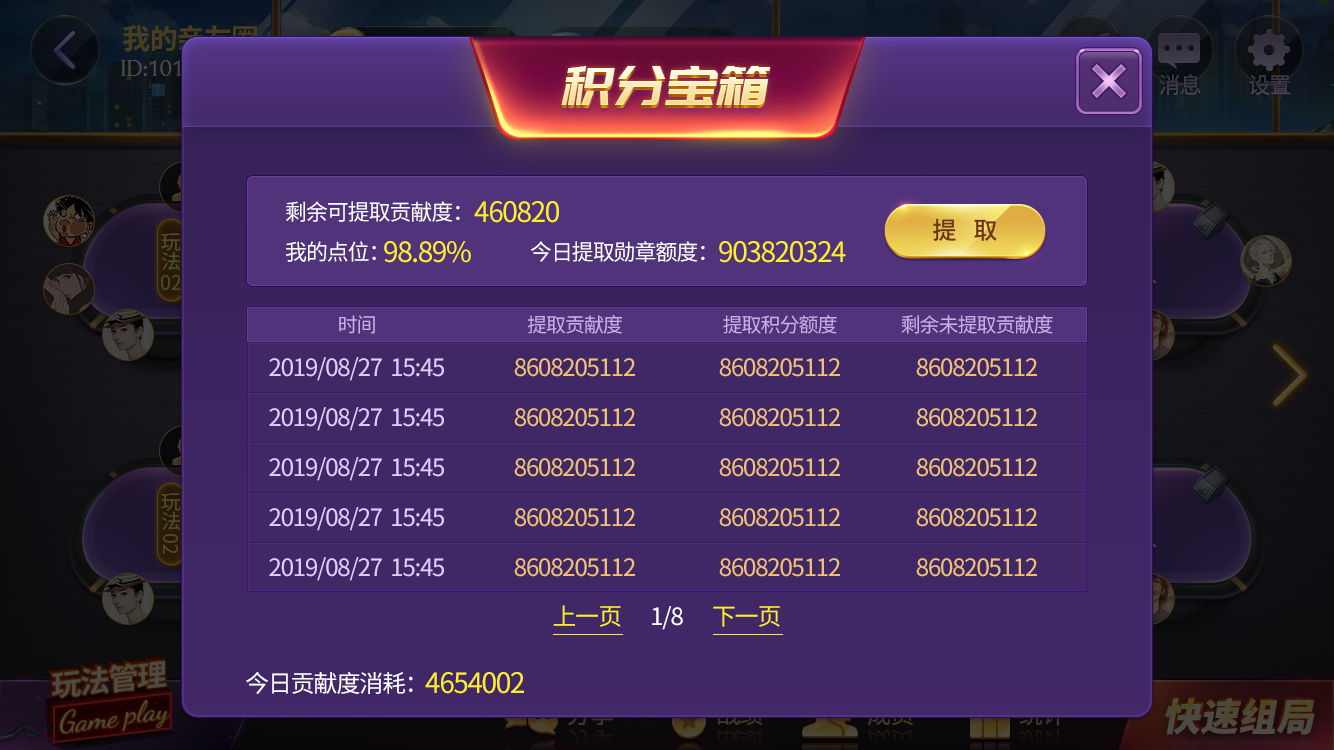 我的亲友圈
ID:101
消息
设置
积分宝箱
剩余可提取贡献度：460820
我的点位：98.89%
今日提取勋章额度：903820324
提 取
时间 提取贡献度 提取积分额度 剩余未提取贡献度
2019/08/27 15:45 8608205112 8608205112 8608205112
2019/08/27 15:45 8608205112 8608205112 8608205112
2019/08/27 15:45 8608205112 8608205112 8608205112
2019/08/27 15:45 8608205112 8608205112 8608205112
2019/08/27 15:45 8608205112 8608205112 8608205112
上一页 1/8 下一页
今日贡献度消耗：4654002
玩法02
玩法02
玩法管理
Game play
分享
战绩
成员
统计
快速组局